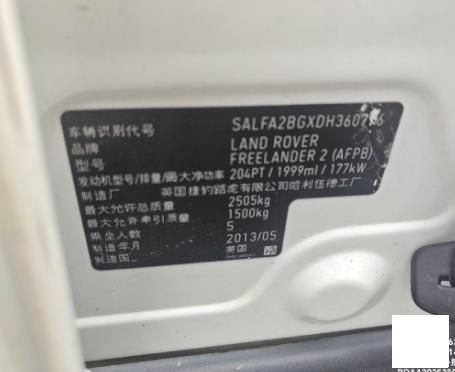 车辆识别代号 SALFA2BGXDH360
品牌 LAND ROVER
型号 FREELANDER 2 (AFPB)
发动机型号/排量/最大净功率 204PT / 1999ml / 177kW
制造厂 英国捷豹路虎有限公司哈利伍德工厂
最大允许总质量 2505kg
最大允许牵引质量 1500kg
乘坐人数 5
制造年月 2013/05
制造国 英国